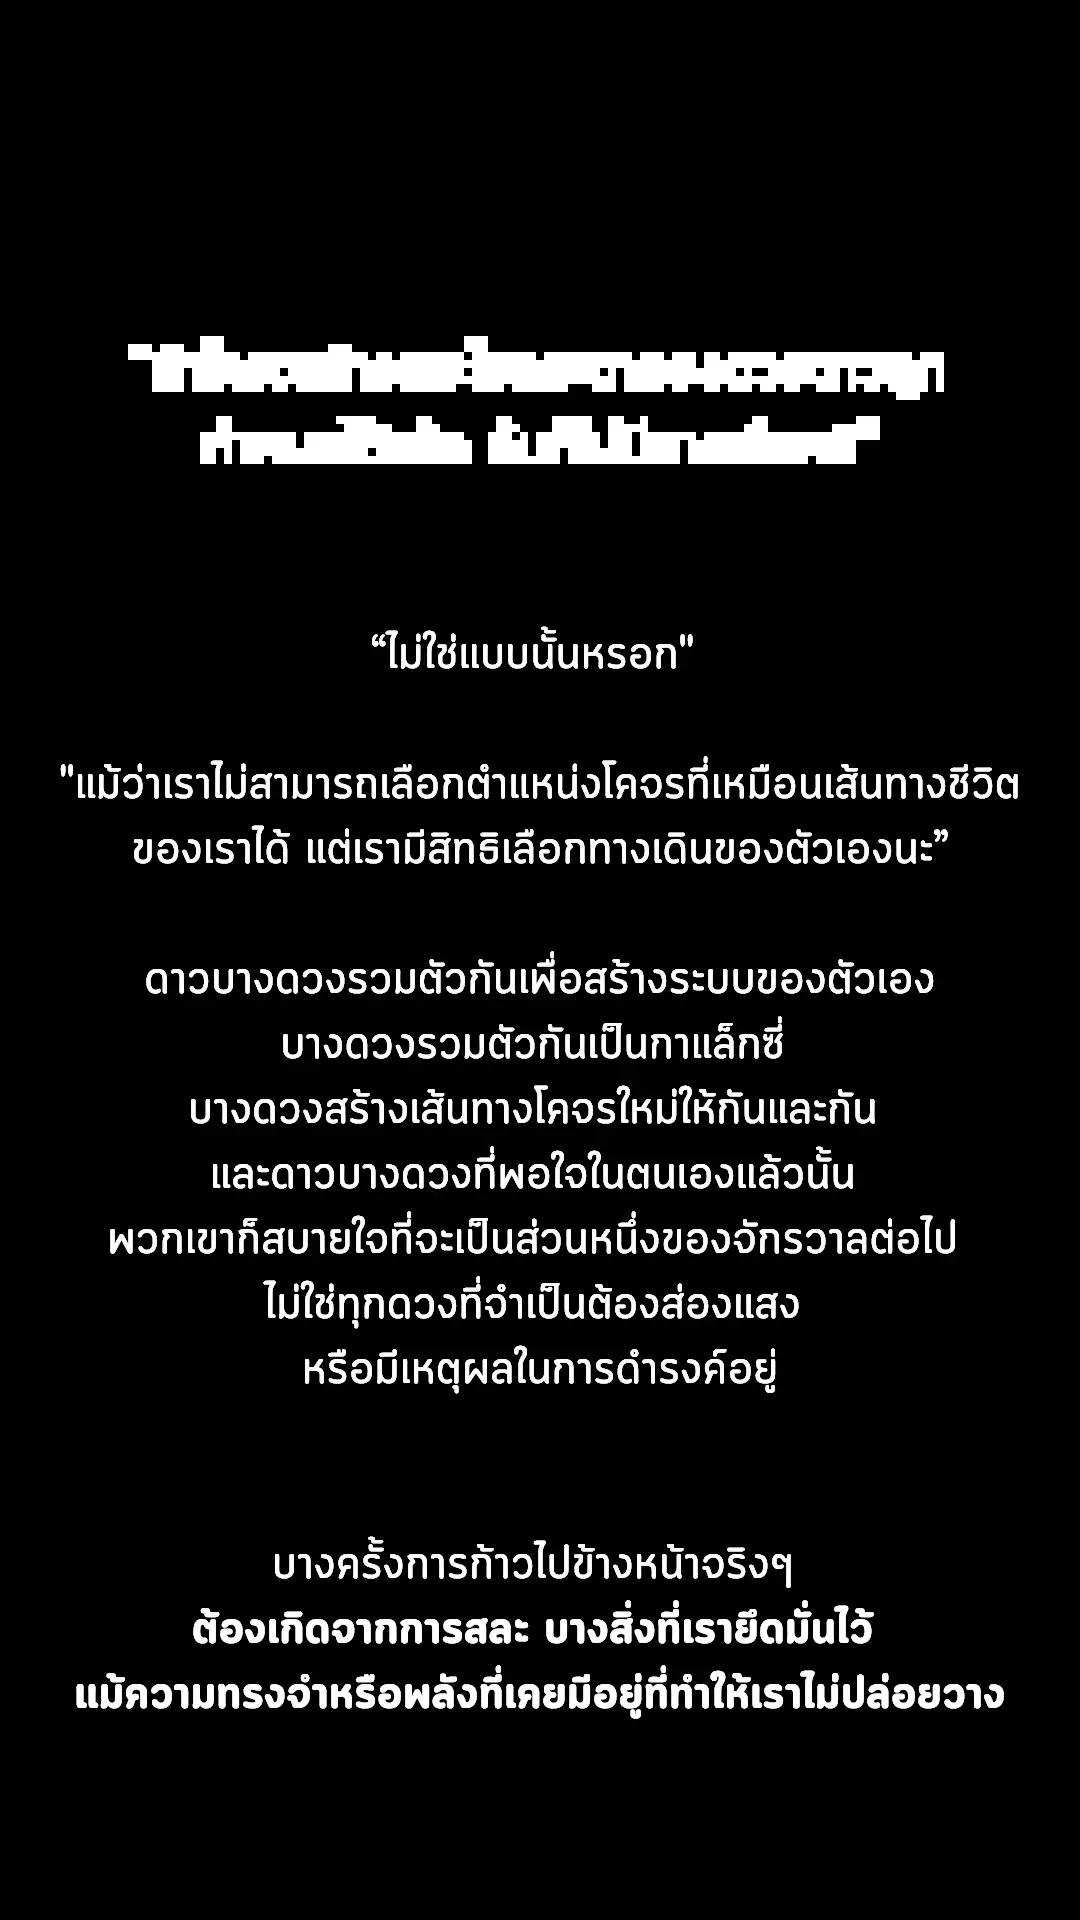 “ไม่ใช่แบบนั้นหรอก"
"แม้ว่าเราไม่สามารถเลือกตำแหน่งโคจรที่เหมือนเส้นทางชีวิต
ของเราได้ แต่เรามีสิทธิเลือกทางเดินของตัวเองนะ”
ดาวบางดวงรวมตัวกันเพื่อสร้างระบบของตัวเอง
บางดวงรวมตัวกันเป็นกาแล็กซี่
บางดวงสร้างเส้นทางโคจรใหม่ให้กันและกัน
และดาวบางดวงที่พอใจในตนเองแล้วนั้น
พวกเขาก็สบายใจที่จะเป็นส่วนหนึ่งของจักรวาลต่อไป
ไม่ใช่ทุกดวงที่จำเป็นต้องส่องแสง
หรือมีเหตุผลในการดำรงค์อยู่
บางครั้งการก้าวไปข้างหน้าจริงๆ
ต้องเกิดจากการสละ บางสิ่งที่เรายึดมั่นไว้
แม้ความทรงจำหรือพลังที่เคยมีอยู่ที่ทำให้เราไม่ปล่อยวาง